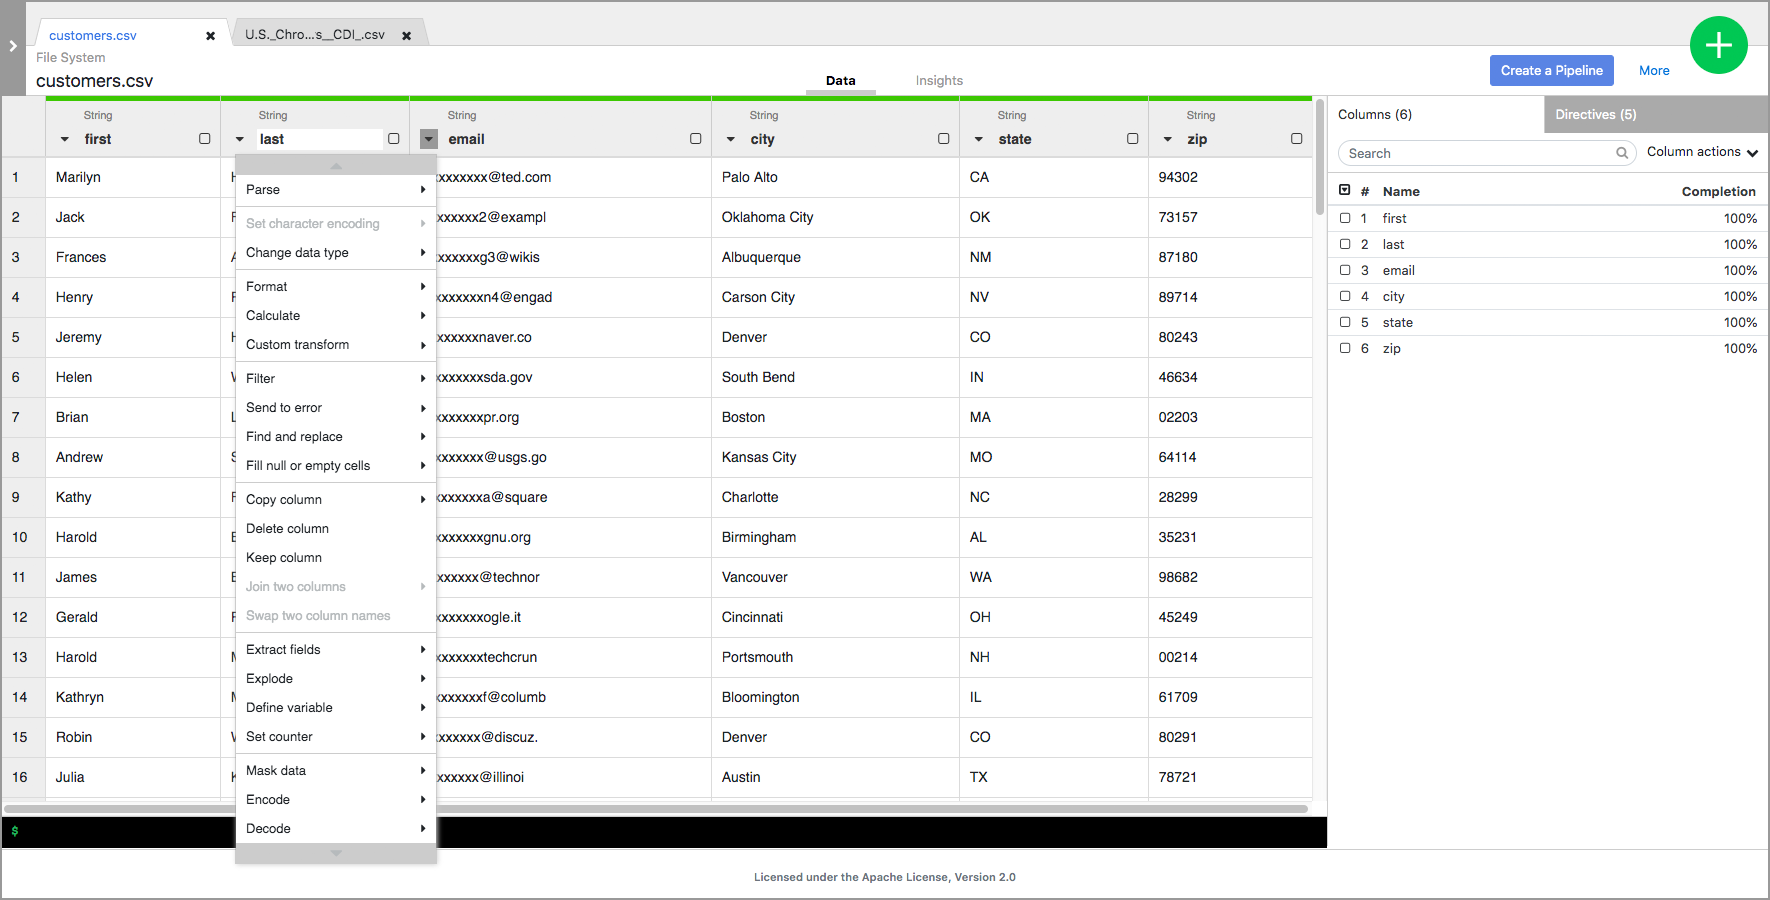 customers.csv
U.S._Chro...s__CDI_.csv
File System
customers.csv
Data Insights
Create a Pipeline More
String String String String String String
first last email city state zip
Columns (6) Directives (5)
Search Column actions
# Name Completion
1 first 100%
2 last 100%
3 email 100%
4 city 100%
5 state 100%
6 zip 100%
1 Marilyn xxxxxxx@ted.com Palo Alto CA 94302
2 Jack xxxxxx2@exampl Oklahoma City OK 73157
3 Frances xxxxxxg3@wikis Albuquerque NM 87180
4 Henry xxxxxxxn4@engad Carson City NV 89714
5 Jeremy xxxxxxnaver.co Denver CO 80243
6 Helen xxxxxxxsda.gov South Bend IN 46634
7 Brian xxxxxxxpr.org Boston MA 02203
8 Andrew xxxxxxx@usgs.go Kansas City MO 64114
9 Kathy xxxxxxxa@square Charlotte NC 28299
10 Harold xxxxxxxgnu.org Birmingham AL 35231
11 James xxxxxx@technor Vancouver WA 98682
12 Gerald xxxxxxxogle.it Cincinnati OH 45249
13 Harold xxxxxxxtechcrun Portsmouth NH 00214
14 Kathryn xxxxxxxf@columb Bloomington IL 61709
15 Robin xxxxxx@discuz. Denver CO 80291
16 Julia xxxxxx@illinoi Austin TX 78721
Parse
Set character encoding
Change data type
Format
Calculate
Custom transform
Filter
Send to error
Find and replace
Fill null or empty cells
Copy column
Delete column
Keep column
Join two columns
Swap two column names
Extract fields
Explode
Define variable
Set counter
Mask data
Encode
Decode
$
Licensed under the Apache License, Version 2.0